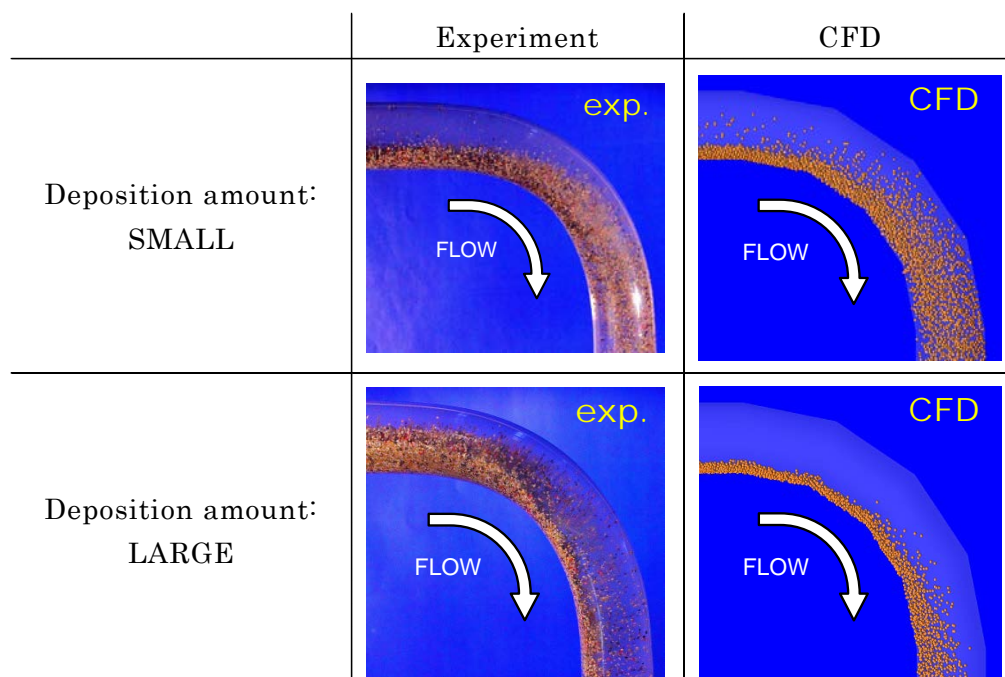 Experiment
CFD
exp.
CFD
Deposition amount:
SMALL
FLOW
FLOW
exp.
CFD
Deposition amount:
LARGE
FLOW
FLOW